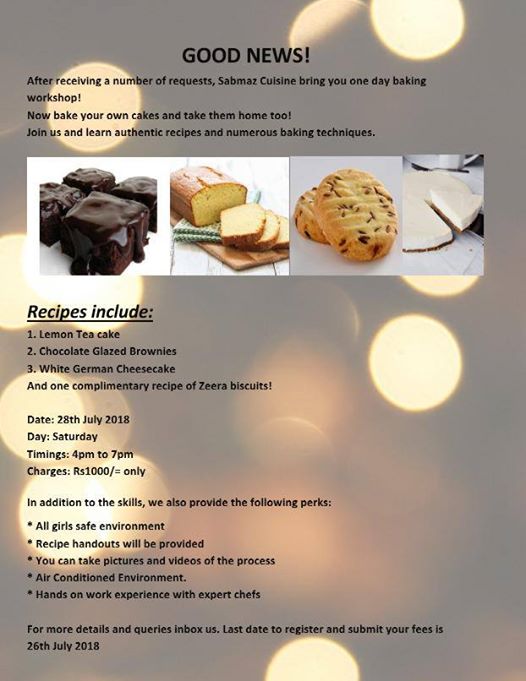 GOOD NEWS!
After receiving a number of requests, Sabmaz Cuisine bring you one day baking
workshop!
Now bake your own cakes and take them home too!
Join us and learn authentic recipes and numerous baking techniques.
Recipes include:
1. Lemon Tea cake
2. Chocolate Glazed Brownies
3. White German Cheesecake
And one complimentary recipe of Zeera biscuits!
Date: 28th July 2018
Day: Saturday
Timings: 4pm to 7pm
Charges: Rs1000/= only
In addition to the skills, we also provide the following perks:
* All girls safe environment
* Recipe handouts will be provided
* You can take pictures and videos of the process
* Air Conditioned Environment.
* Hands on work experience with expert chefs
For more details and queries inbox us. Last date to register and submit your fees is
26th July 2018